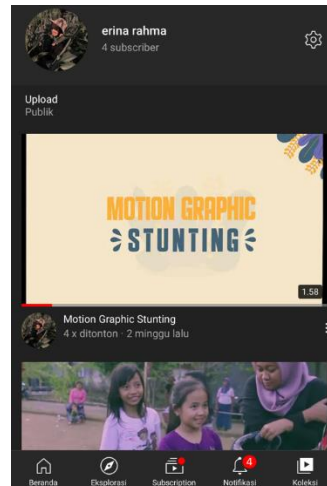 erina rahma
4 subscriber
Upload
Publik
MOTION GRAPHIC
STUNTING
1.58
Motion Graphic Stunting
4 x ditonton · 2 minggu lalu
4
Beranda
Eksplorasi
Subscription
Notifikasi
Koleksi